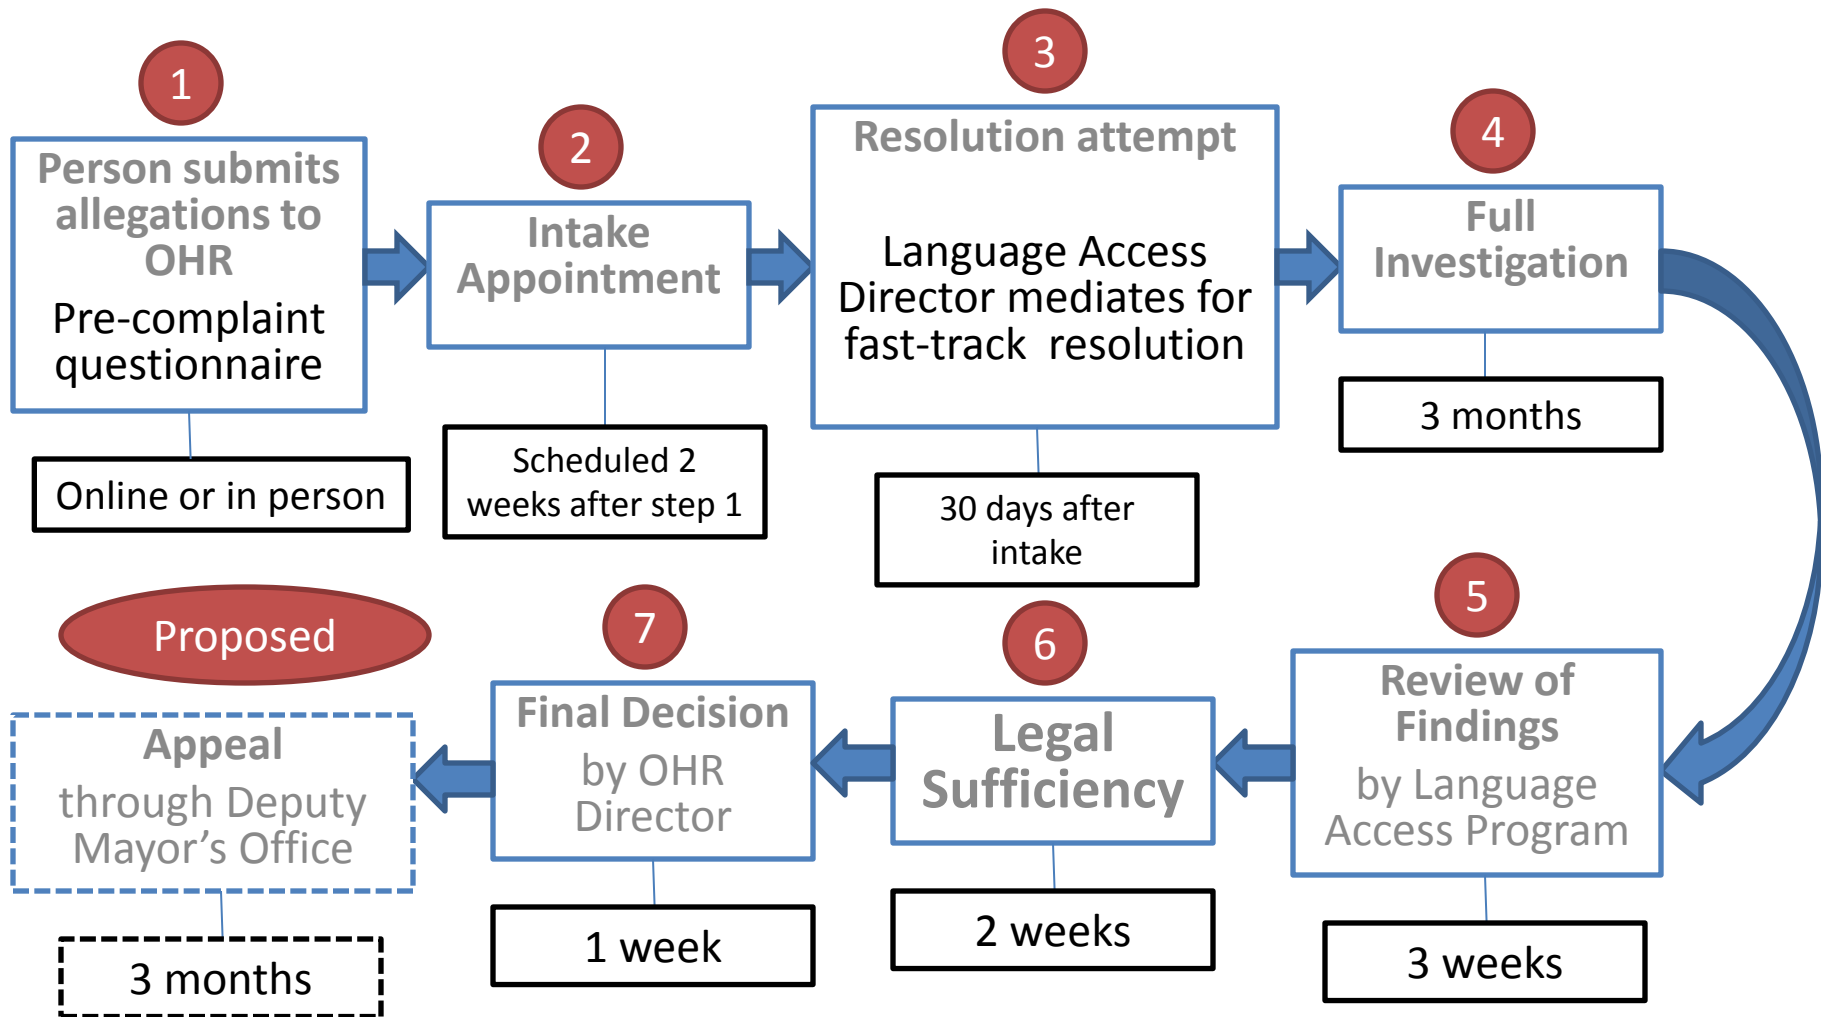 1
Person submits
allegations to
OHR
Pre-complaint
questionnaire
Online or in person
2
Intake
Appointment
Scheduled 2
weeks after step 1
3
Resolution attempt
Language Access
Director mediates for
fast-track resolution
30 days after
intake
4
Full
Investigation
3 months
5
Review of
Findings
by Language
Access Program
3 weeks
6
Legal
Sufficiency
2 weeks
7
Final Decision
by OHR
Director
1 week
Proposed
Appeal
through Deputy
Mayor’s Office
3 months